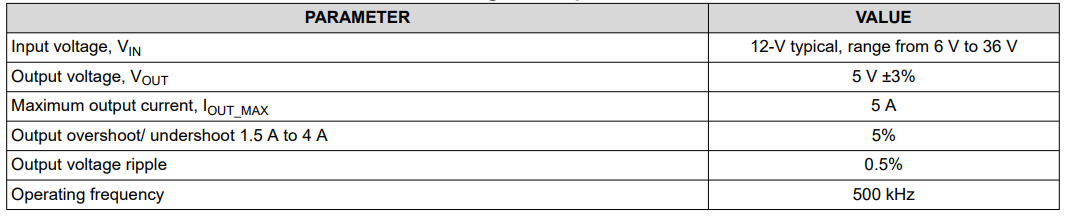 PARAMETER VALUE
Input voltage, VIN 12-V typical, range from 6 V to 36 V
Output voltage, VOUT 5 V ±3%
Maximum output current, IOUT_MAX 5 A
Output overshoot/ undershoot 1.5 A to 4 A 5%
Output voltage ripple 0.5%
Operating frequency 500 kHz